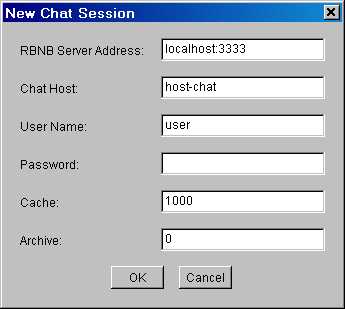 New Chat Session
RBNB Server Address: localhost:3333
Chat Host: host-chat
User Name: user
Password:
Cache: 1000
Archive: 0
OK Cancel